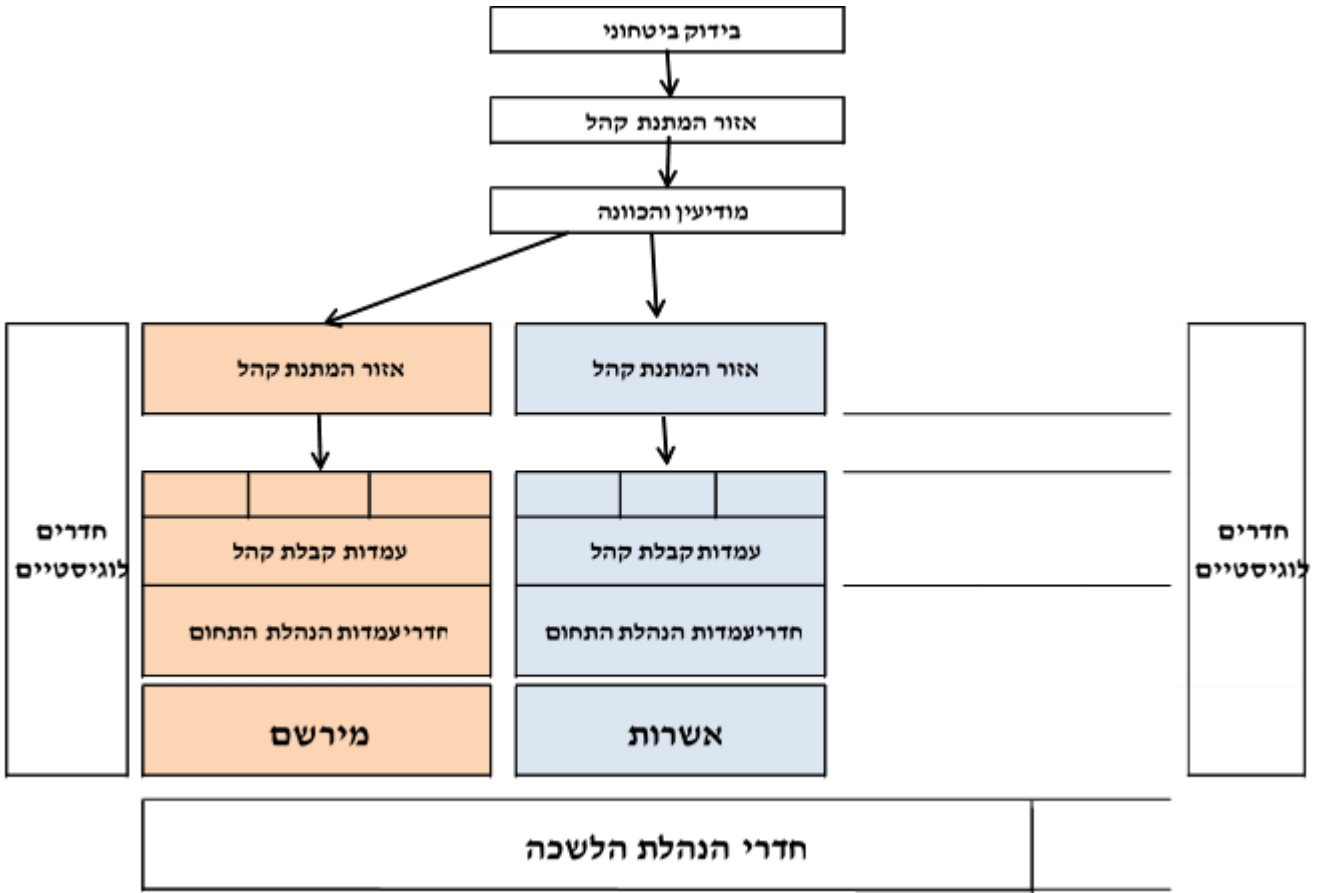 בידוק ביטחוני
אזור המתנת קהל
מודיעין והכוונה
אזור המתנת קהל
אזור המתנת קהל
חדרים
לוגיסטיים
עמדות קבלת קהל
עמדות קבלת קהל
חדרים
לוגיסטיים
חדריעמדות הנהלת התחום
חדריעמדות הנהלת התחום
אשרות
מירשם
חדרי הנהלת הלשכה